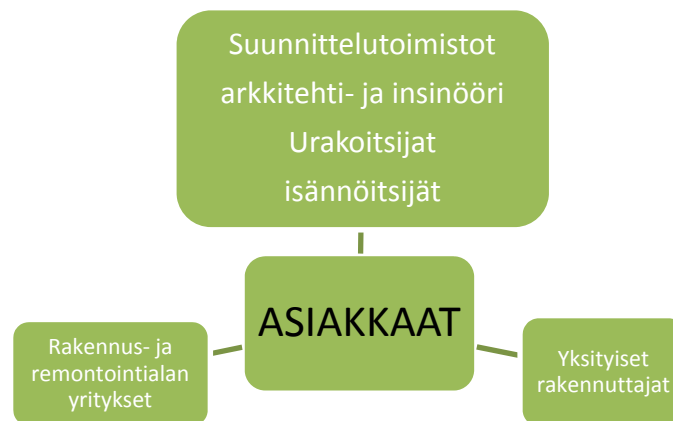 Suunnittelutoimistot
arkkitehti- ja insinööri
Urakoitsijat
isännöitsijät
ASIAKKAAT
Rakennus- ja
remontointialan
yritykset
Yksityiset
rakennuttajat